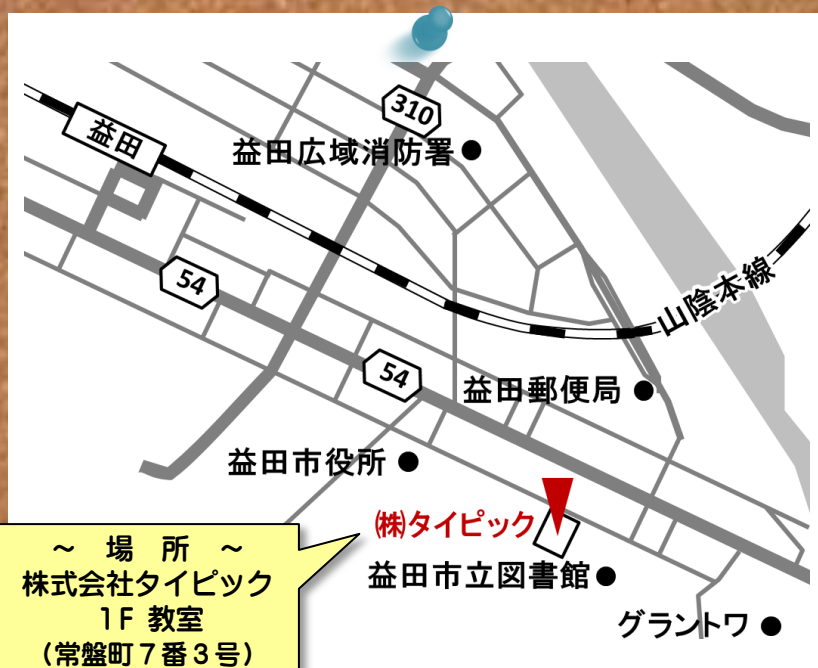 310
益田
益田広域消防署
54
山陰本線
54
益田郵便局
益田市役所
㈱タイピック
～ 場 所 ～
株式会社タイピック
1F 教室
（常盤町７番３号）
益田市立図書館
グラントワ